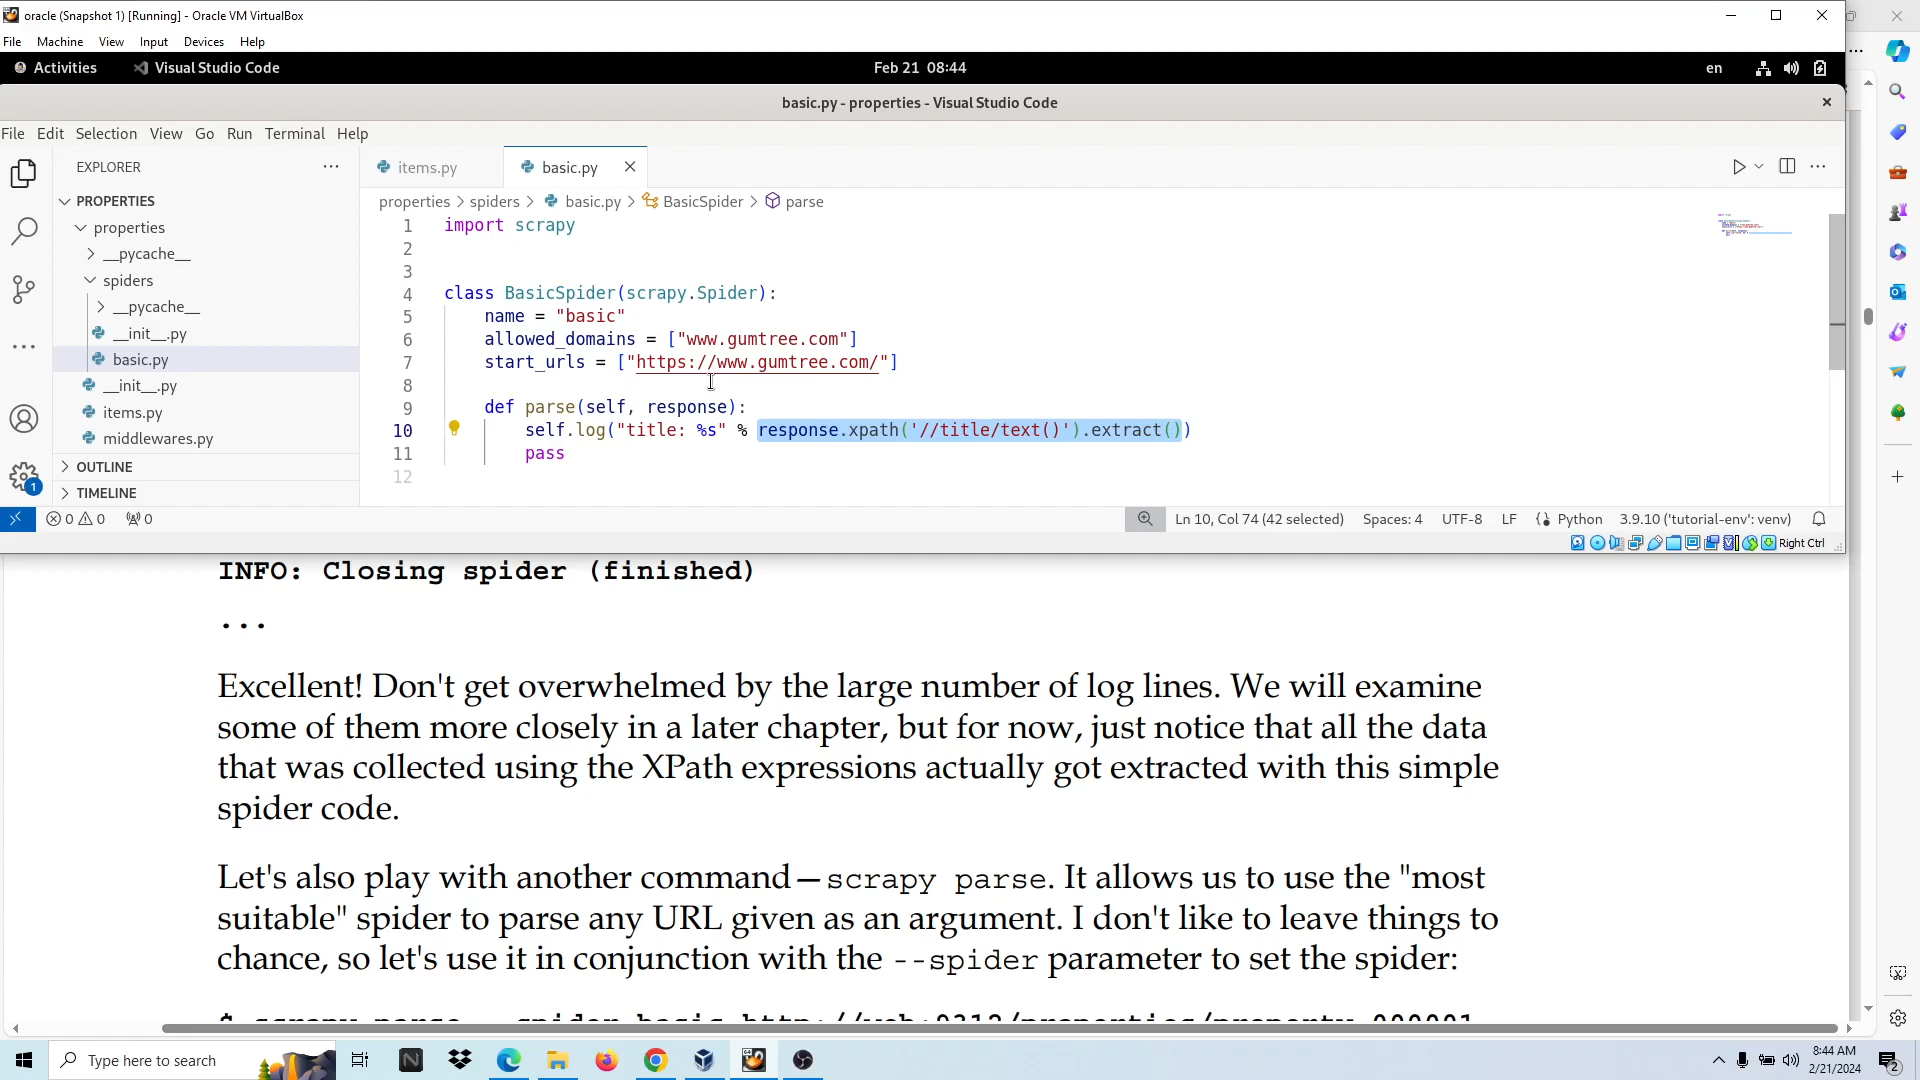 oracle (Snapshot 1) [Running] - Oracle VM VirtualBox
File Machine View Input Devices Help
Activities Visual Studio Code Feb 21 08:44 en
basic.py - properties - Visual Studio Code
File Edit Selection View Go Run Terminal Help
EXPLORER
PROPERTIES
properties
__pycache__
spiders
__pycache__
__init__.py
basic.py
__init__.py
items.py
middlewares.py
OUTLINE
TIMELINE
items.py basic.py
properties > spiders > basic.py > BasicSpider > parse
1 import scrapy
2
3
4 class BasicSpider(scrapy.Spider):
5 name = "basic"
6 allowed_domains = ["www.gumtree.com"]
7 start_urls = ["https://www.gumtree.com/"]
8
9 def parse(self, response):
10 self.log("title: %s" % response.xpath('//title/text()').extract())
11 pass
12
1
0 0 0 Ln 10, Col 74 (42 selected) Spaces: 4 UTF-8 LF Python 3.9.10 ('tutorial-env': venv)
Right Ctrl
INFO: Closing spider (finished)
...
Excellent! Don't get overwhelmed by the large number of log lines. We will examine
some of them more closely in a later chapter, but for now, just notice that all the data
that was collected using the XPath expressions actually got extracted with this simple
spider code.
Let's also play with another command—scrapy parse. It allows us to use the "most
suitable" spider to parse any URL given as an argument. I don't like to leave things to
chance, so let's use it in conjunction with the --spider parameter to set the spider:
$ scrapy parse --spider=basic http://web:9312/properties/property_000001
Type here to search
8:44 AM
2/21/2024
2